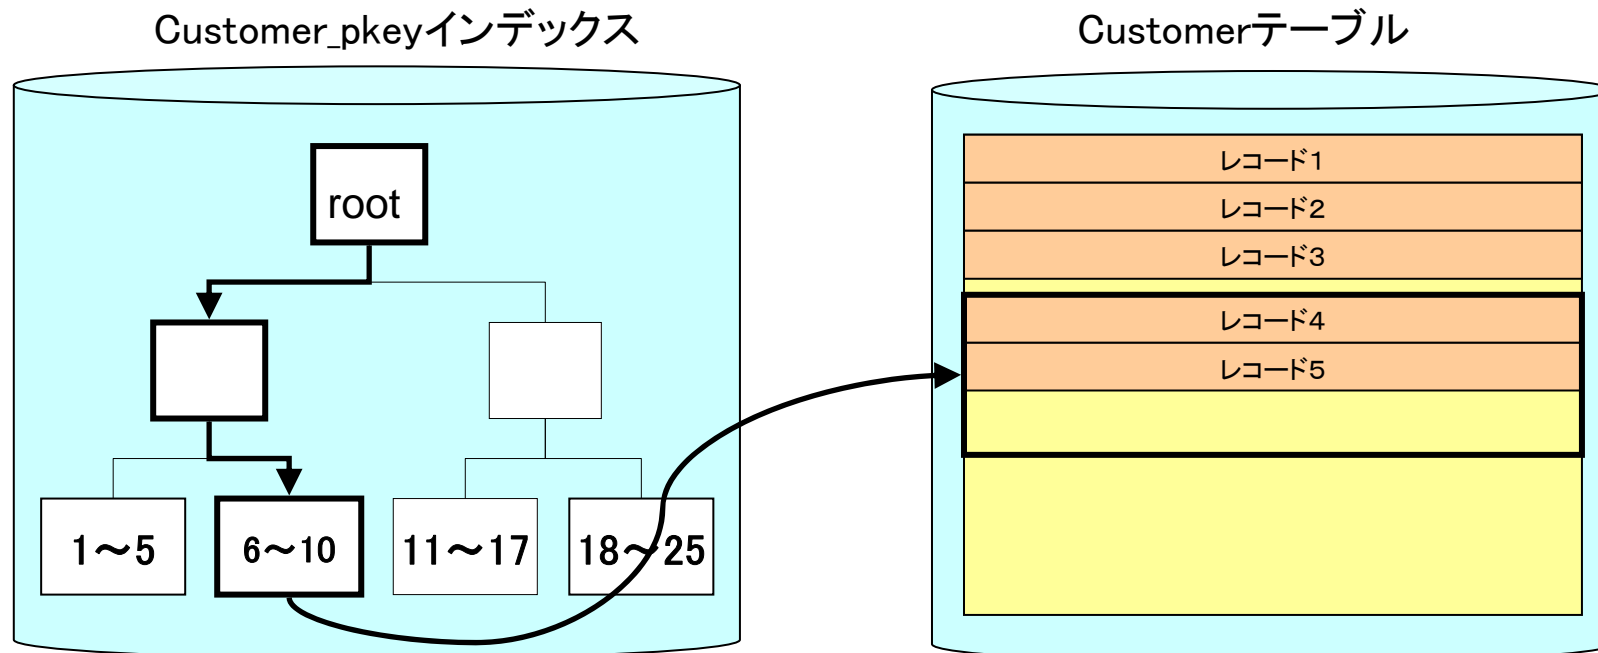 Customer_pkeyインデックス
Customerテーブル
root
1～5
6～10
11～17
18～25
レコード1
レコード2
レコード3
レコード4
レコード5